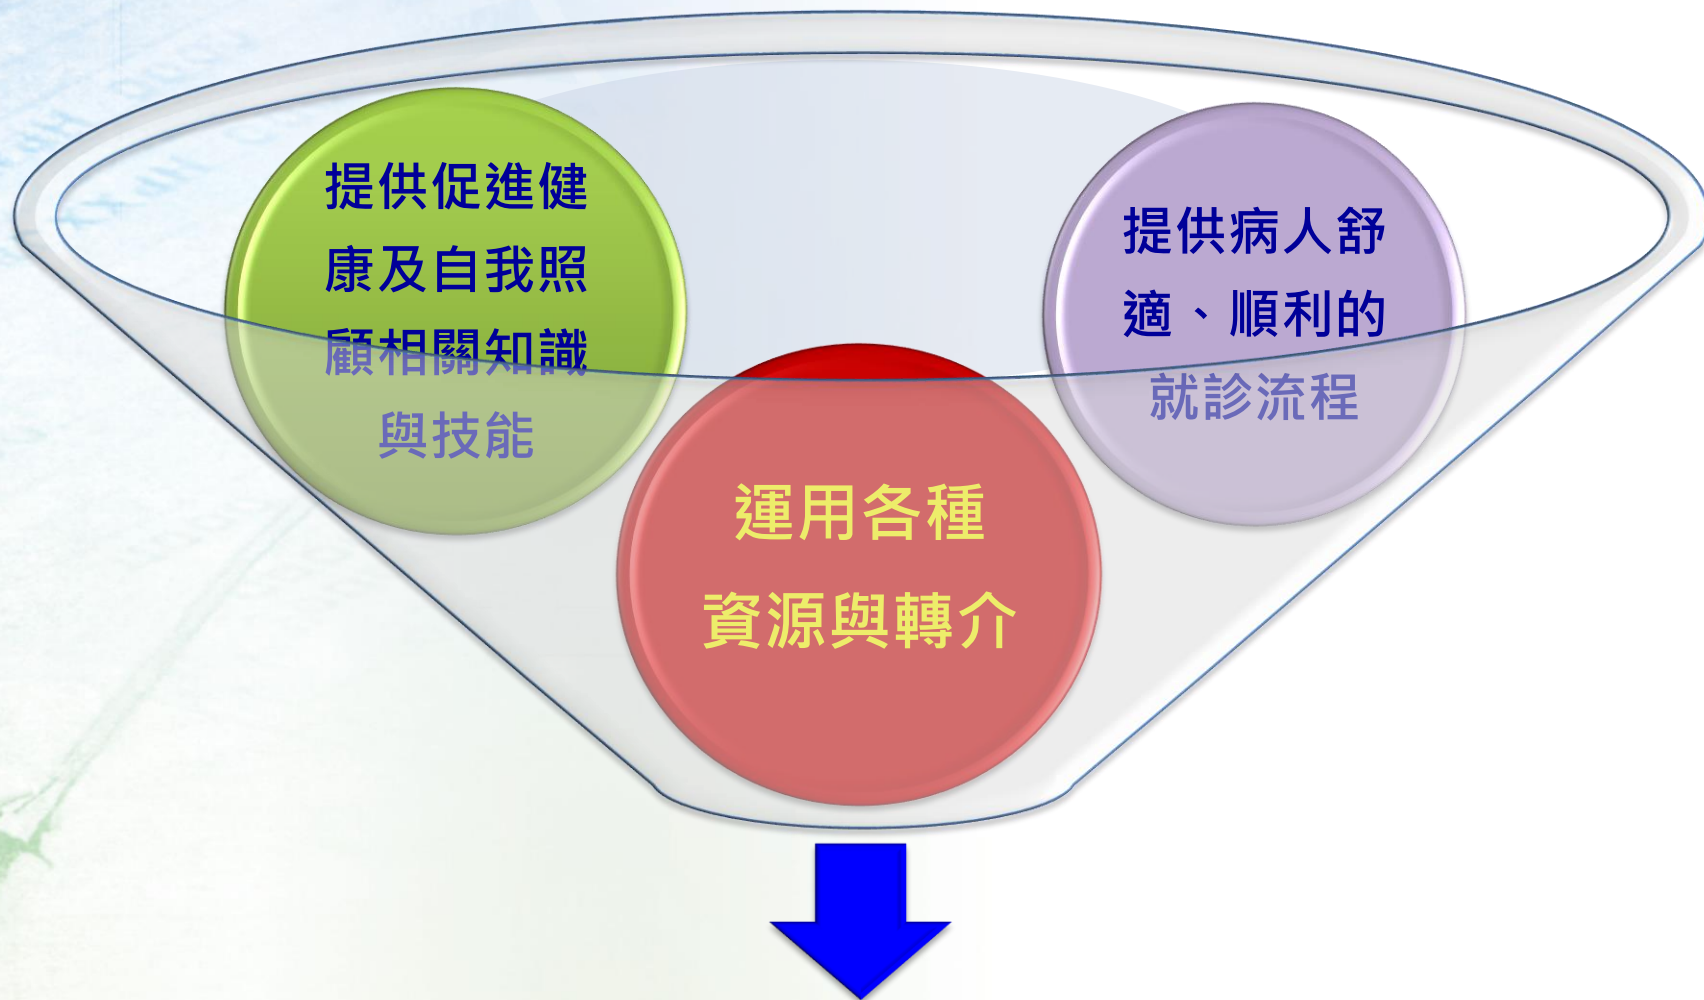 提供促進健
康及自我照
顧相關知識
與技能
提供病人舒
適、順利的
就診流程
運用各種
資源與轉介